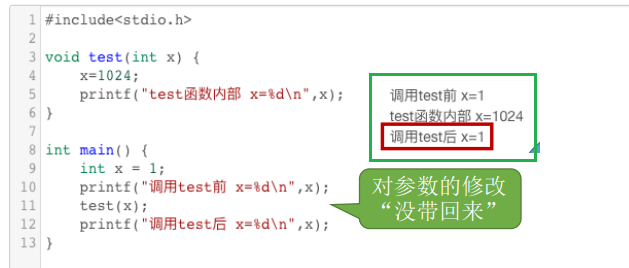 1 #include<stdio.h>
2
3 void test(int x) {
4     x=1024;
5     printf("test函数内部 x=%d\n",x);
6 }
7
8 int main() {
9     int x = 1;
10     printf("调用test前 x=%d\n",x);
11     test(x);
12     printf("调用test后 x=%d\n",x);
13 }
调用test前 x=1
test函数内部 x=1024
调用test后 x=1
对参数的修改
“没带回来”